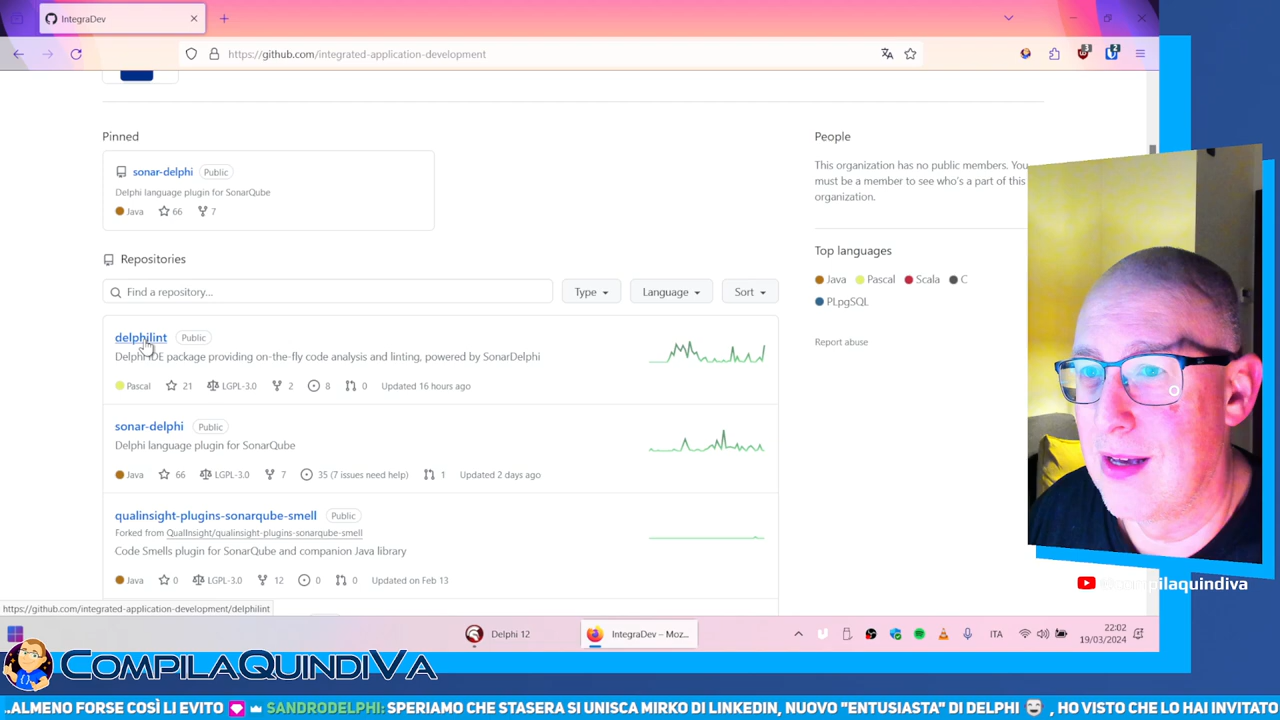 IntegraDev
https://github.com/integrated-application-development
3
2
Pinned
sonar-delphi Public
Delphi language plugin for SonarQube
Java 66 7
People
This organization has no public members. You
must be a member to see who's a part of this
organization.
Top languages
Java Pascal Scala C
PLpgSQL
Report abuse
Repositories
Find a repository...
Type
Language
Sort
delphilint Public
Delphi IDE package providing on-the-fly code analysis and linting, powered by SonarDelphi
Pascal 21 LGPL-3.0 2 8 0 Updated 16 hours ago
sonar-delphi Public
Delphi language plugin for SonarQube
Java 66 LGPL-3.0 7 35 (7 issues need help) 1 Updated 2 days ago
qualinsight-plugins-sonarqube-smell Public
Forked from QualInsight/qualinsight-plugins-sonarqube-smell
Code Smells plugin for SonarQube and companion Java library
Java 0 LGPL-3.0 12 0 0 Updated on Feb 13
https://github.com/integrated-application-development/delphilint
compilaquindiva
Delphi 12
IntegraDev – Moz...
ITA
22:02
19/03/2024
COMPILAQUINDIVA
..ALMENO FORSE COSÌ LI EVITO SANDRODELPHI: SPERIAMO CHE STASERA SI UNISCA MIRKO DI LINKEDIN, NUOVO "ENTUSIASTA" DI DELPHI , HO VISTO CHE LO HAI INVITATO